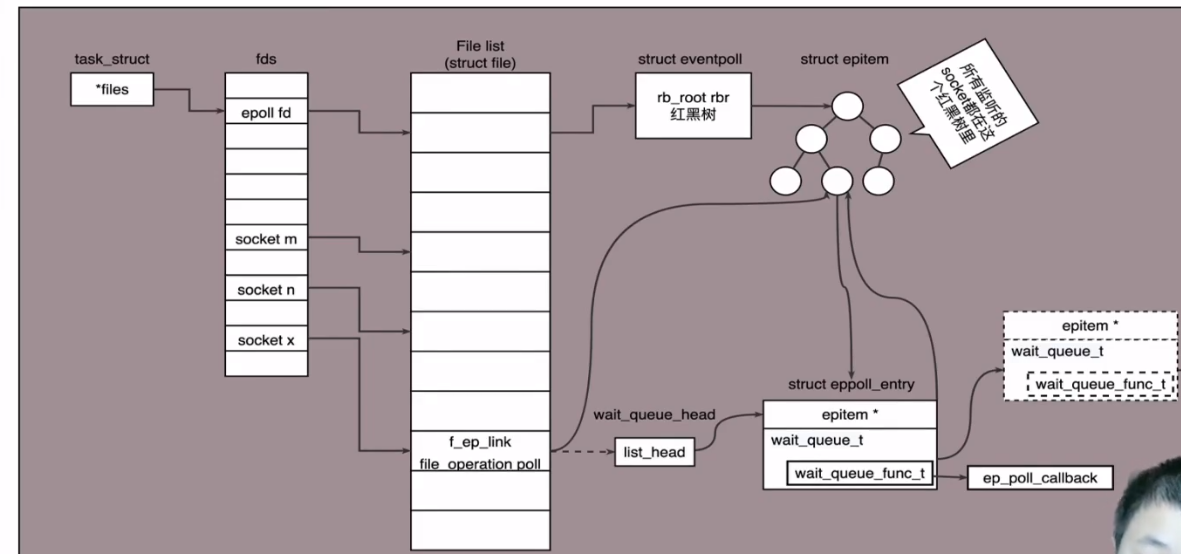 task_struct
*files
fds
epoll fd
socket m
socket n
socket x
File list
(struct file)
f_ep_link
file_operation poll
struct eventpoll
rb_root rbr
红黑树
struct epitem
所有监听的
socket都在这
个红黑树里
wait_queue_head
list_head
struct eppoll_entry
epitem *
wait_queue_t
wait_queue_func_t
ep_poll_callback
epitem *
wait_queue_t
wait_queue_func_t